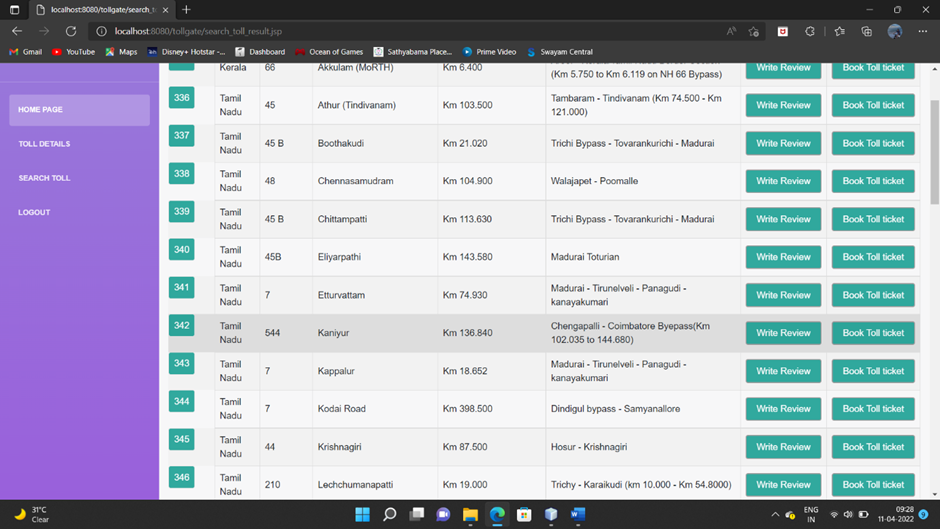 localhost:8080/tollgate/search_to
localhost:8080/tollgate/search_toll_result.jsp
Gmail YouTube Maps Disney+ Hotstar -... Dashboard Ocean of Games Sathyabama Place... Prime Video Swayam Central
HOME PAGE
TOLL DETAILS
SEARCH TOLL
LOGOUT
Kerala 66 Akkulam (MoRTH) Km 6.400
(Km 5.750 to Km 6.119 on NH 66 Bypass) Write Review Book Toll ticket
336 Tamil Nadu 45 Athur (Tindivanam) Km 103.500 Tambaram - Tindivanam (Km 74.500 - Km 121.000) Write Review Book Toll ticket
337 Tamil Nadu 45 B Boothakudi Km 21.020 Trichi Bypass - Tovarankurichi - Madurai Write Review Book Toll ticket
338 Tamil Nadu 48 Chennasamudram Km 104.900 Walajapet - Poomalle Write Review Book Toll ticket
339 Tamil Nadu 45 B Chittampatti Km 113.630 Trichi Bypass - Tovarankurichi - Madurai Write Review Book Toll ticket
340 Tamil Nadu 45B Eliyarpathi Km 143.580 Madurai Toturian Write Review Book Toll ticket
341 Tamil Nadu 7 Etturvattam Km 74.930 Madurai - Tirunelveli - Panagudi - kanayakumari Write Review Book Toll ticket
342 Tamil Nadu 544 Kaniyur Km 136.840 Chengapalli - Coimbatore Byepass(Km 102.035 to 144.680) Write Review Book Toll ticket
343 Tamil Nadu 7 Kappalur Km 18.652 Madurai - Tirunelveli - Panagudi - kanayakumari Write Review Book Toll ticket
344 Tamil Nadu 7 Kodai Road Km 398.500 Dindigul bypass - Samyanallore Write Review Book Toll ticket
345 Tamil Nadu 44 Krishnagiri Km 87.500 Hosur - Krishnagiri Write Review Book Toll ticket
346 Tamil Nadu 210 Lechchumanapatti Km 19.000 Trichy - Karaikudi (km 10.000 - Km 54.8000) Write Review Book Toll ticket
31°C
Clear
ENG
IN
09:28
11-04-2022